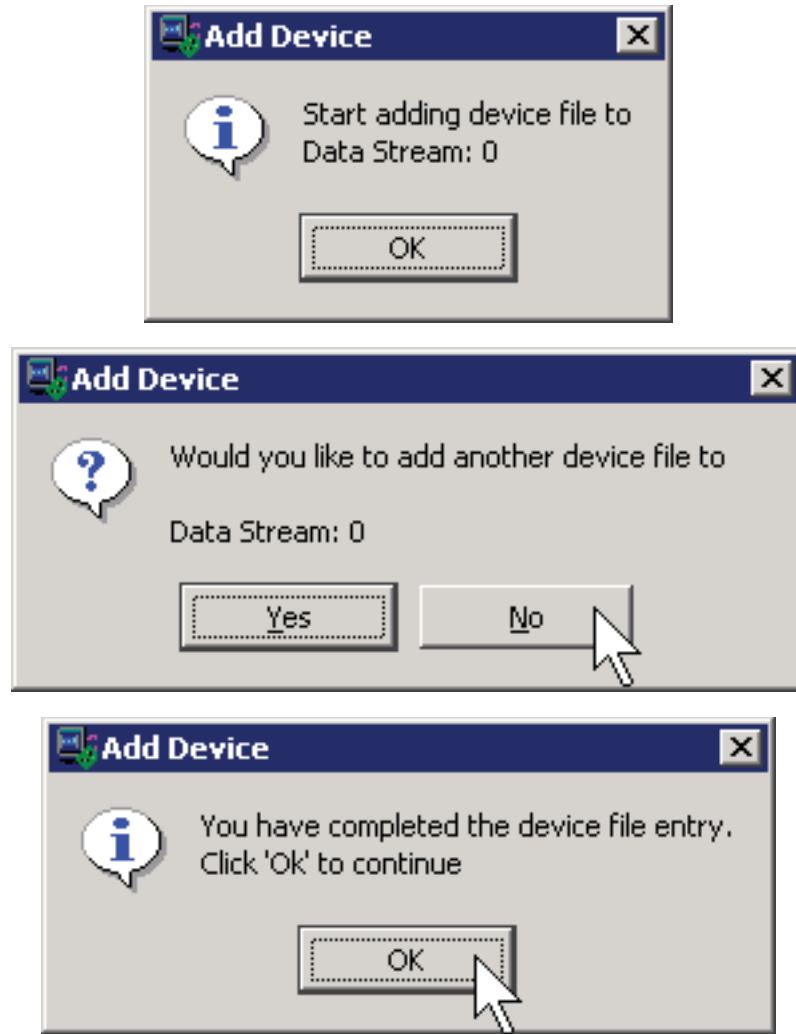 Add Device
Start adding device file to
Data Stream: 0
OK
Add Device
Would you like to add another device file to
Data Stream: 0
Yes No
Add Device
You have completed the device file entry.
Click 'Ok' to continue
OK